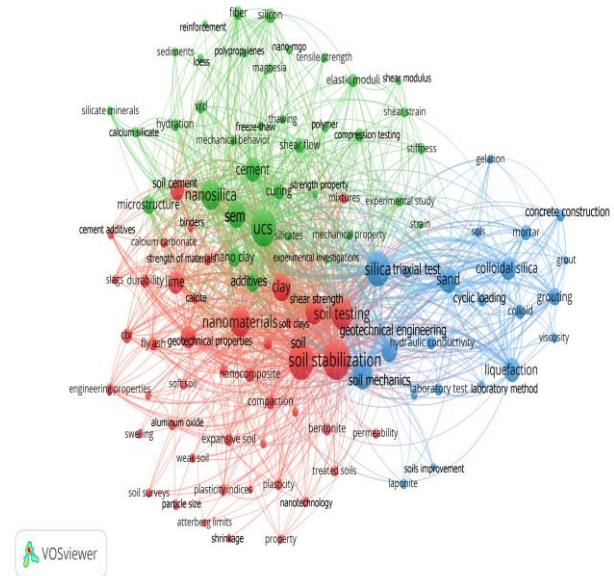 fiber
silicon
reinforcement
sediments
polypropylenes
nano-mgo
tensile strength
loess
magnesia
elastic moduli
shear modulus
silicate minerals
xrd
thawing
hydration
freeze-thaw
polymer
shear strain
calcium silicate
mechanical behavior
shear flow
compression testing
stiffness
cement
gelation
soil cement
nanosilica
curing
strength property
mixtures
experimental study
microstructure
sem
binders
ucs
strain
sols
concrete construction
cement additives
calcium carbonate
silicates
mechanical property
mortar
strength of materials
nano clay
experimental investigations
silica
triaxial test
colloidal silica
grout
slags
durability
lime
additives
clay
sand
calcite
shear strength
cyclic loading
grouting
nanomaterials
soil testing
colloid
cbr
soft clays
geotechnical engineering
fly ash
geotechnical properties
soil
hydraulic conductivity
viscosity
soil stabilization
liquefaction
engineering properties
soft soil
nanocomposite
soil mechanics
laboratory test
laboratory method
compaction
aluminum oxide
swelling
expansive soil
bentonite
permeability
weak soil
treated soils
soils improvement
laponite
soil surveys
plasticity indices
plasticity
particle size
nanotechnology
atterberg limits
shrinkage
property
VOSviewer